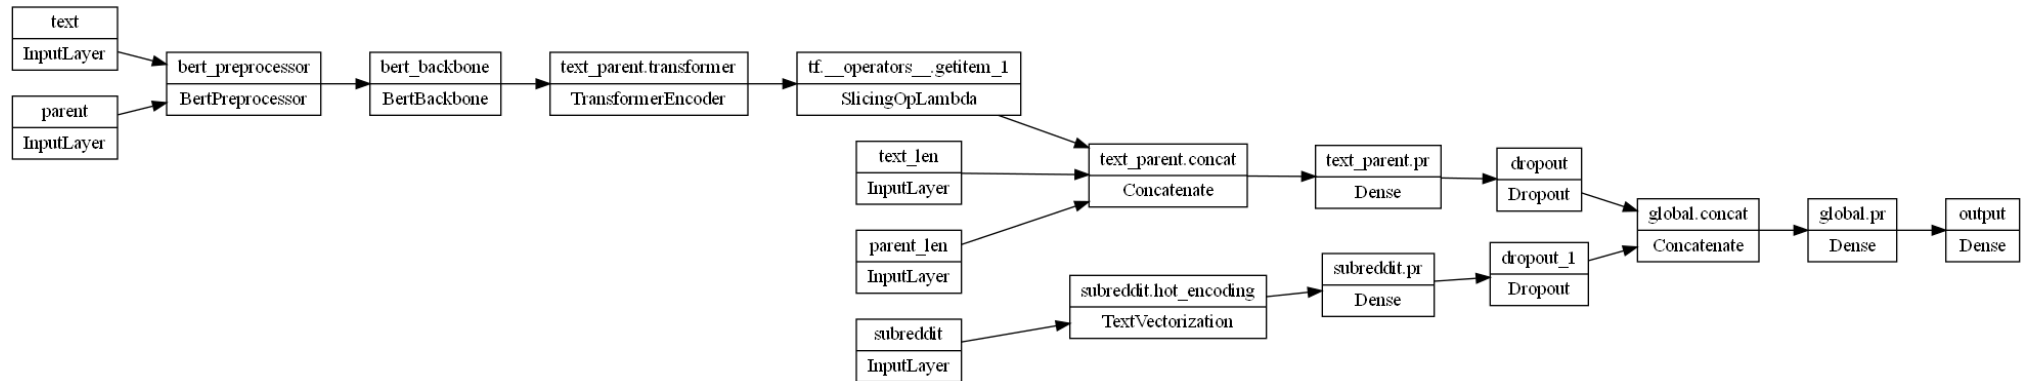 text
InputLayer
parent
InputLayer
bert_preprocessor
BertPreprocessor
bert_backbone
BertBackbone
text_parent.transformer
TransformerEncoder
tf.__operators__.getitem_1
SlicingOpLambda
text_len
InputLayer
parent_len
InputLayer
subreddit
InputLayer
text_parent.concat
Concatenate
subreddit.hot_encoding
TextVectorization
text_parent.pr
Dense
subreddit.pr
Dense
dropout
Dropout
dropout_1
Dropout
global.concat
Concatenate
global.pr
Dense
output
Dense